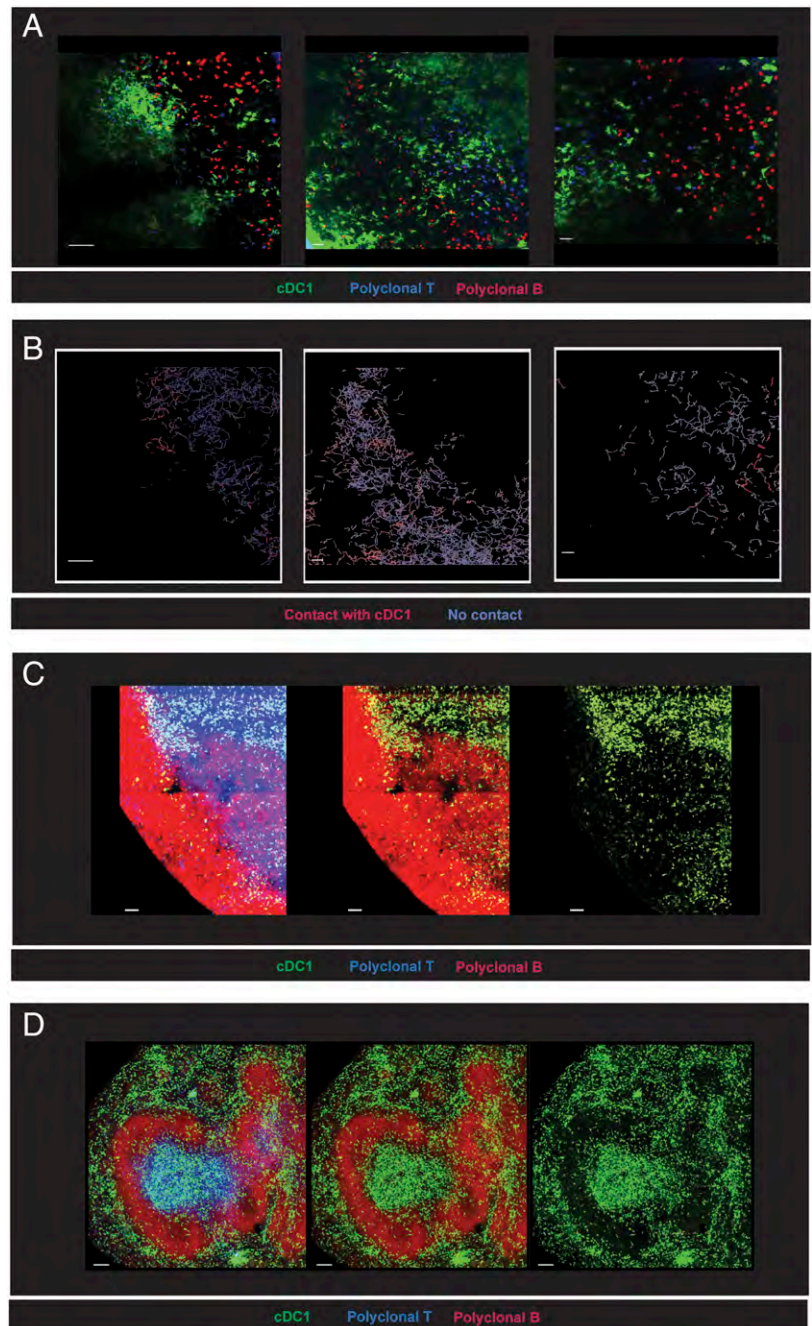 A
cDC1 Polyclonal T Polyclonal B
B
Contact with cDC1 No contact
C
cDC1 Polyclonal T Polyclonal B
D
cDC1 Polyclonal T Polyclonal B